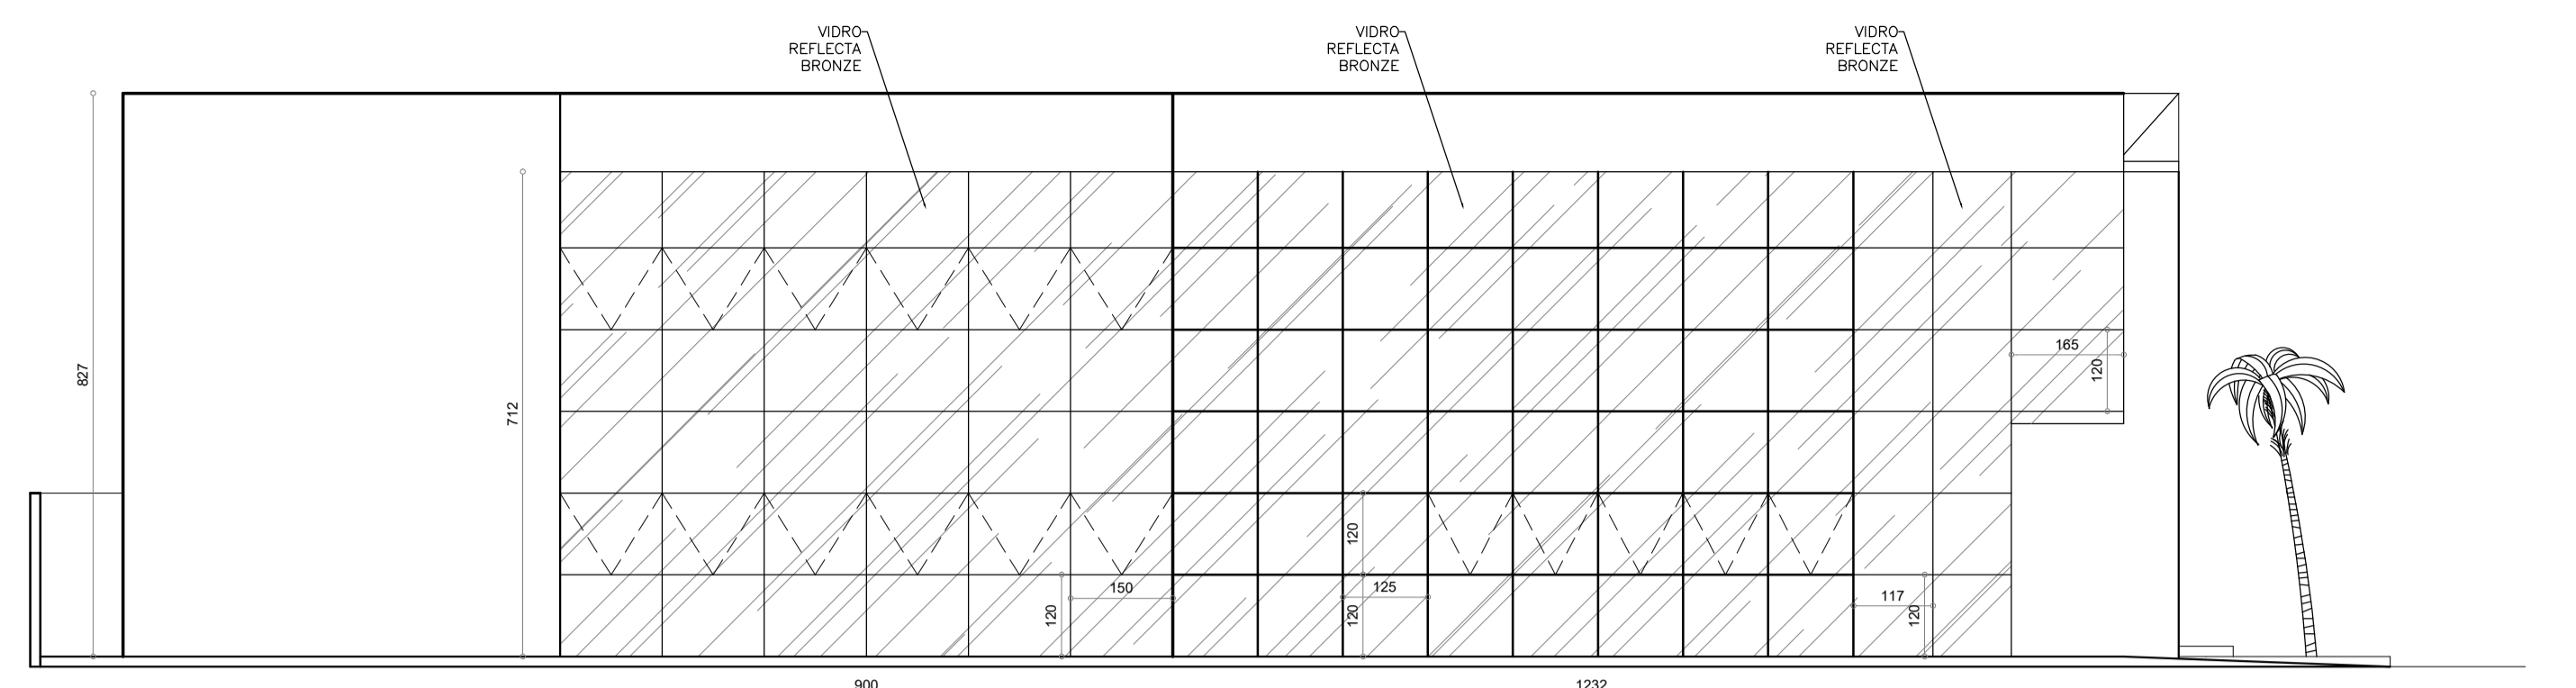 VIDRO
REFLECTA
BRONZE
VIDRO
REFLECTA
BRONZE
VIDRO
REFLECTA
BRONZE
827
712
165
120
120
150
120
125
120
117
120
900
1232